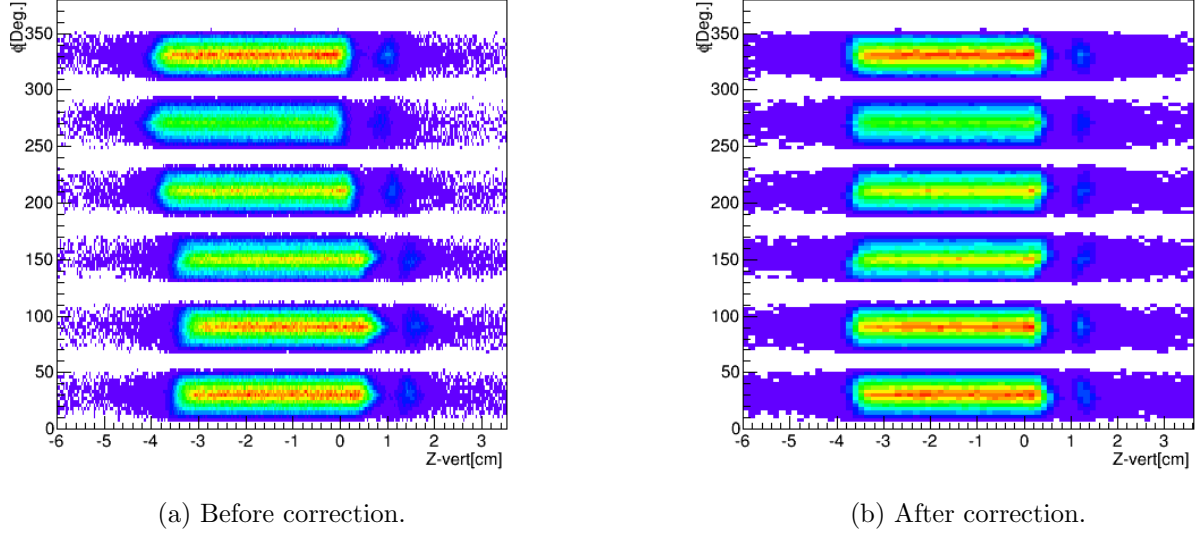 ϕ[Deg.]
350
300
250
200
150
100
50
0
-6 -5 -4 -3 -2 -1 0 1 2 3
Z-vert[cm]
(a) Before correction.
ϕ[Deg.]
350
300
250
200
150
100
50
0
-6 -5 -4 -3 -2 -1 0 1 2 3
Z-vert[cm]
(b) After correction.